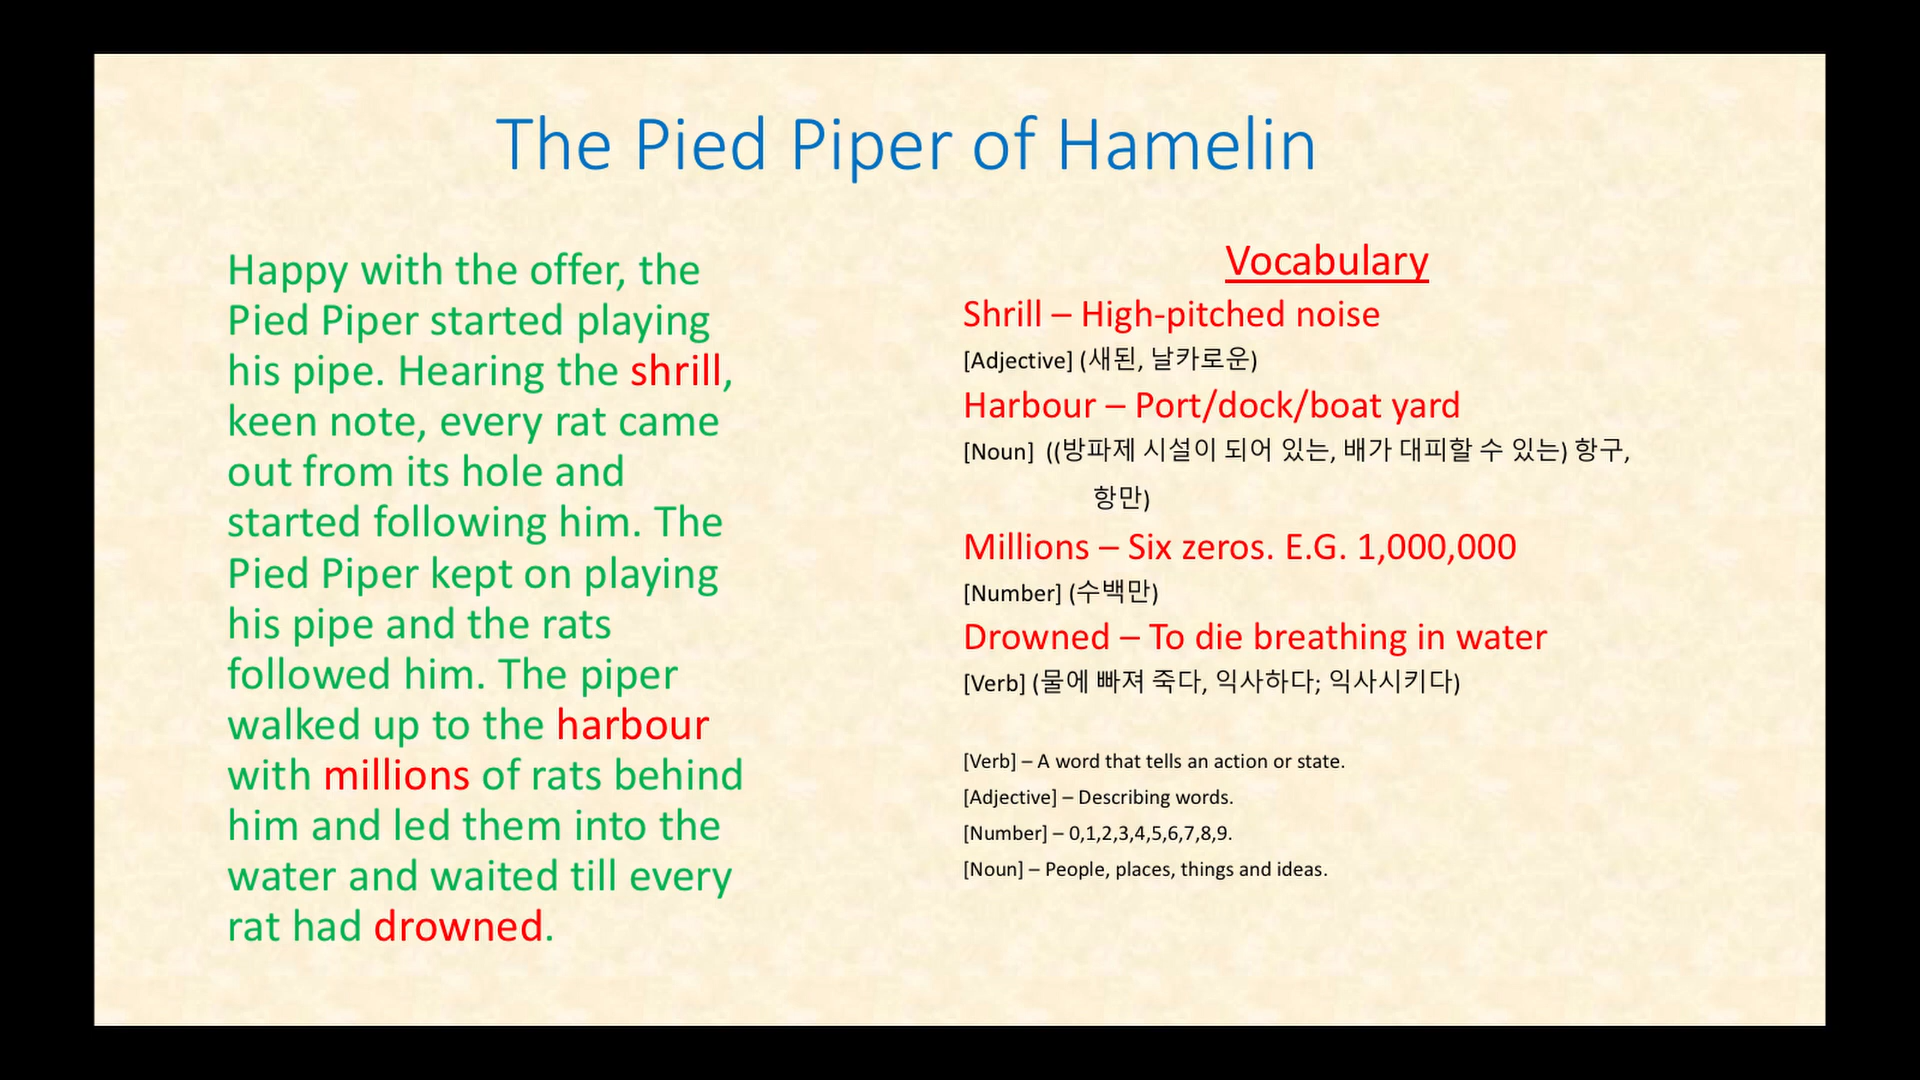 The Pied Piper of Hamelin
Happy with the offer, the
Pied Piper started playing
his pipe. Hearing the shrill,
keen note, every rat came
out from its hole and
started following him. The
Pied Piper kept on playing
his pipe and the rats
followed him. The piper
walked up to the harbour
with millions of rats behind
him and led them into the
water and waited till every
rat had drowned.
Vocabulary
Shrill – High-pitched noise
[Adjective] (새된, 날카로운)
Harbour – Port/dock/boat yard
[Noun] ((방파제 시설이 되어 있는, 배가 대피할 수 있는) 항구,
항만)
Millions – Six zeros. E.G. 1,000,000
[Number] (수백만)
Drowned – To die breathing in water
[Verb] (물에 빠져 죽다, 익사하다; 익사시키다)
[Verb] – A word that tells an action or state.
[Adjective] – Describing words.
[Number] – 0,1,2,3,4,5,6,7,8,9.
[Noun] – People, places, things and ideas.